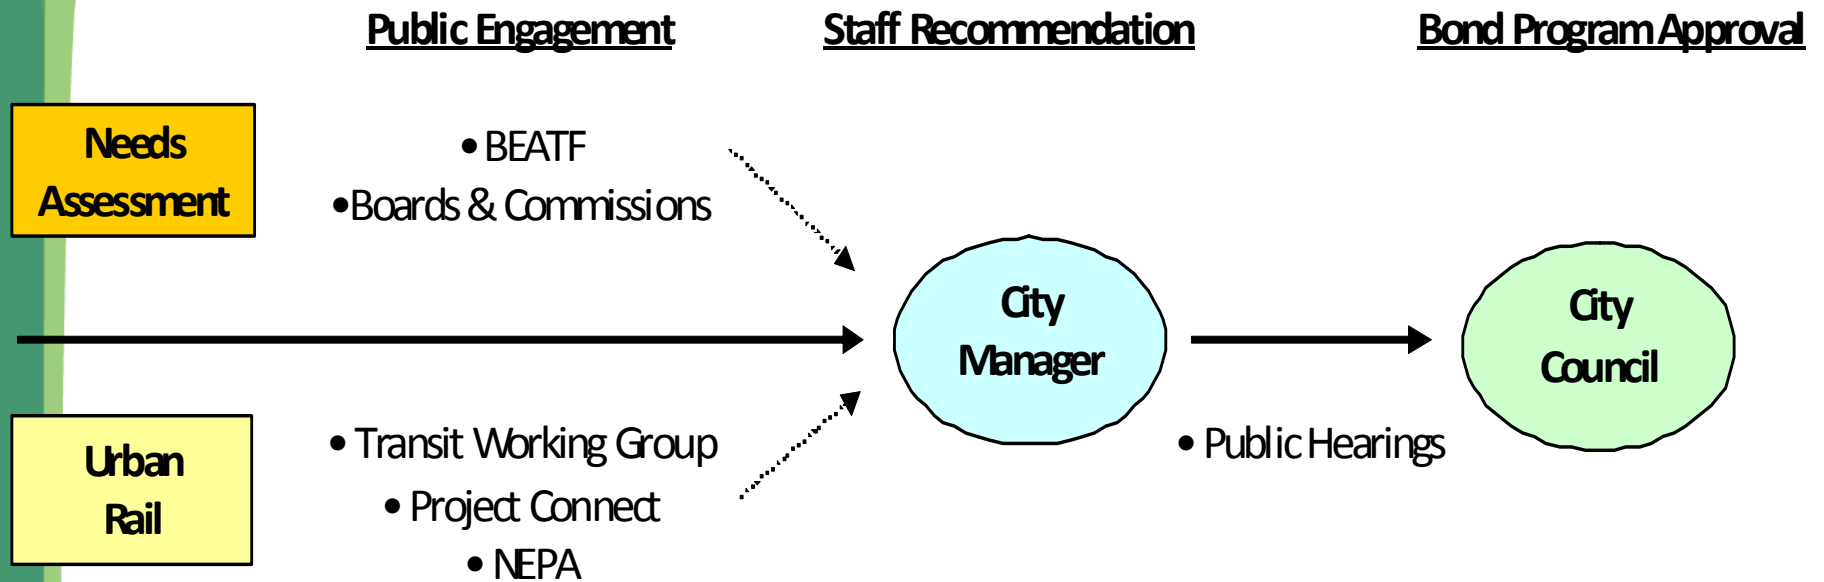 Public Engagement
Staff Recommendation
Bond Program Approval
Needs
Assessment
• BEATF
•Boards & Commissions
City
Manager
City
Council
Urban
Rail
• Transit Working Group
• Project Connect
• NEPA
• Public Hearings